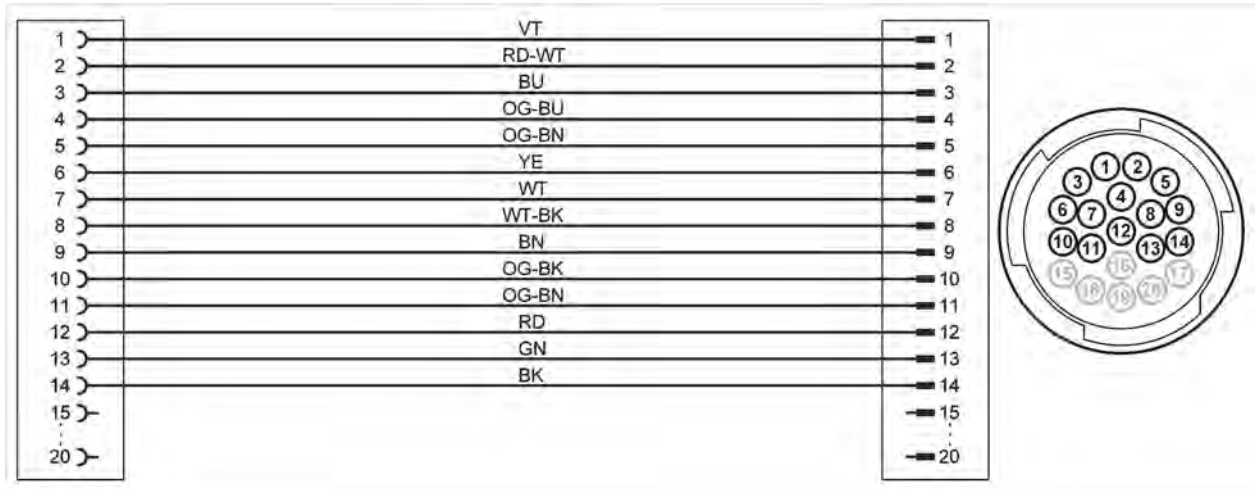 VT
1 1
RD-WT
2 2
BU
3 3
OG-BU
4 4
OG-BN
5 5
YE
6 6
WT
7 7
WT-BK
8 8
BN
9 9
OG-BK
10 10
OG-BN
11 11
RD
12 12
GN
13 13
BK
14 14
15 15
20 20
1 2
3 5
4
6 7 8 9
12
10 11 13 14
15 16 17
18 19 20